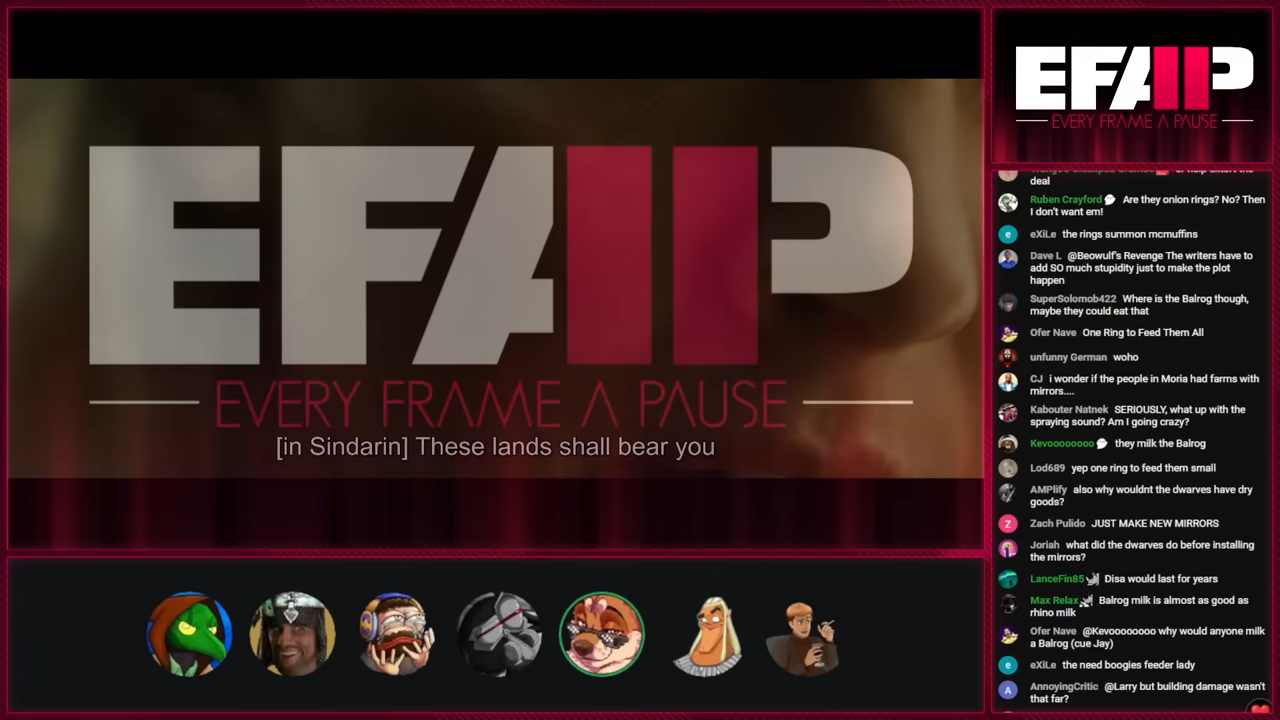 EFAP
EVERY FRAME A PAUSE
[in Sindarin] These lands shall bear you
EFAP
EVERY FRAME A PAUSE
deal
Ruben Crayford Are they onion rings? No? Then
I don't want em!
eXiLe the rings summon mcmuffins
Dave L @Beowulf's Revenge The writers have to
add SO much stupidity just to make the plot
happen
SuperSolomob422 Where is the Balrog though,
maybe they could eat that
Ofer Nave One Ring to Feed Them All
unfunny German woho
CJ i wonder if the people in Moria had farms with
mirrors....
Kabouter Natnek SERIOUSLY, what up with the
spraying sound? Am I going crazy?
Kevoooooooo they milk the Balrog
Lod689 yep one ring to feed them small
AMPlify also why wouldnt the dwarves have dry
goods?
Z
Zach Pulido JUST MAKE NEW MIRRORS
Joriah what did the dwarves do before installing
the mirrors?
LanceFin85 Disa would last for years
Max Relax Balrog milk is almost as good as
rhino milk
Ofer Nave @Kevoooooooo why would anyone milk
a Balrog (cue Jay)
e
eXiLe the need boogies feeder lady
A
AnnoyingCritic @Larry but building damage wasn't
that far?